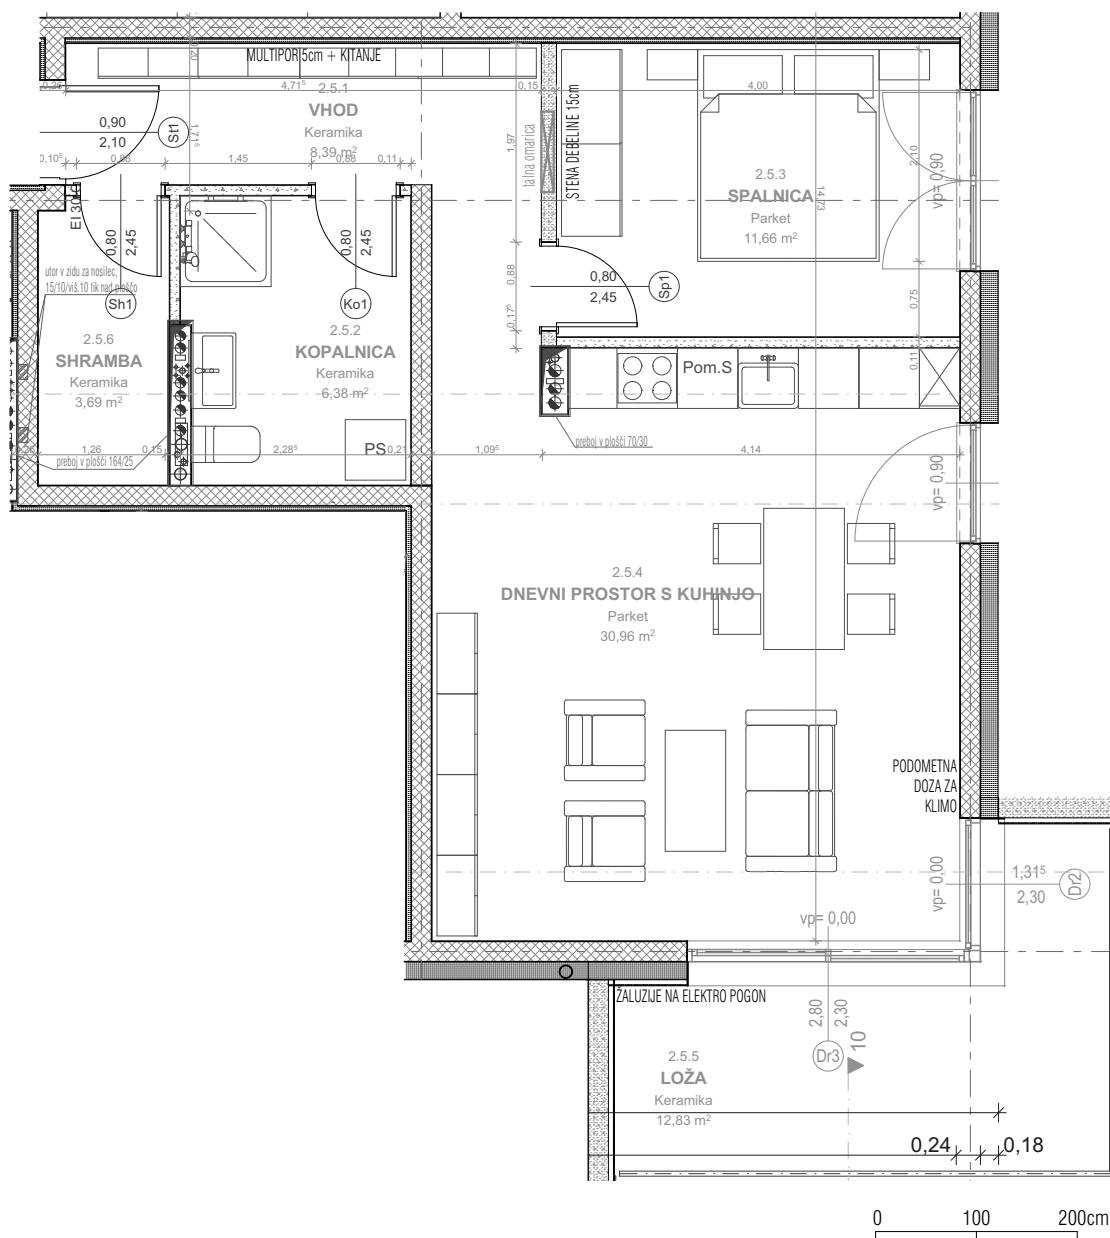 MULTIPOR 5cm + KITANJE
0,20
0,26
4,71⁵
0,15
4,00
2.5.1
VHOD
Keramika
8,39 m²
0,90
2,10
St1
1,71⁵
0,10⁵
0,88
1,45
0,88
0,11
1,97
talna omarica
STENA DEBELINE 15cm
2.5.3
SPALNICA
Parket
11,66 m²
14,73
2,10
vp= 0,90
EI 30-C
0,80
2,45
0,80
2,45
0,88
0,80
2,45
Sp1
utor v zidu za nosilec,
15/10/viš.10 tik nad ploščo
Sh1
Ko1
0,17⁵
0,75
2.5.6
SHRAMBA
Keramika
3,69 m²
2.5.2
KOPALNICA
Keramika
6,38 m²
Pom.S
0,11
preboj v plošči 70/30
1,26
0,15
2,28⁵
PS
0,21
1,09⁵
4,14
preboj v plošči 164/25
vp= 0,90
2.5.4
DNEVNI PROSTOR S KUHINJO
Parket
30,96 m²
PODOMETNA
DOZA ZA
KLIMO
vp= 0,00
1,31⁵
2,30
Dr2
vp= 0,00
ŽALUZIJE NA ELEKTRO POGON
2,80
2,30
Dr3
10
2.5.5
LOŽA
Keramika
12,83 m²
0,24
0,18
0
100
200cm